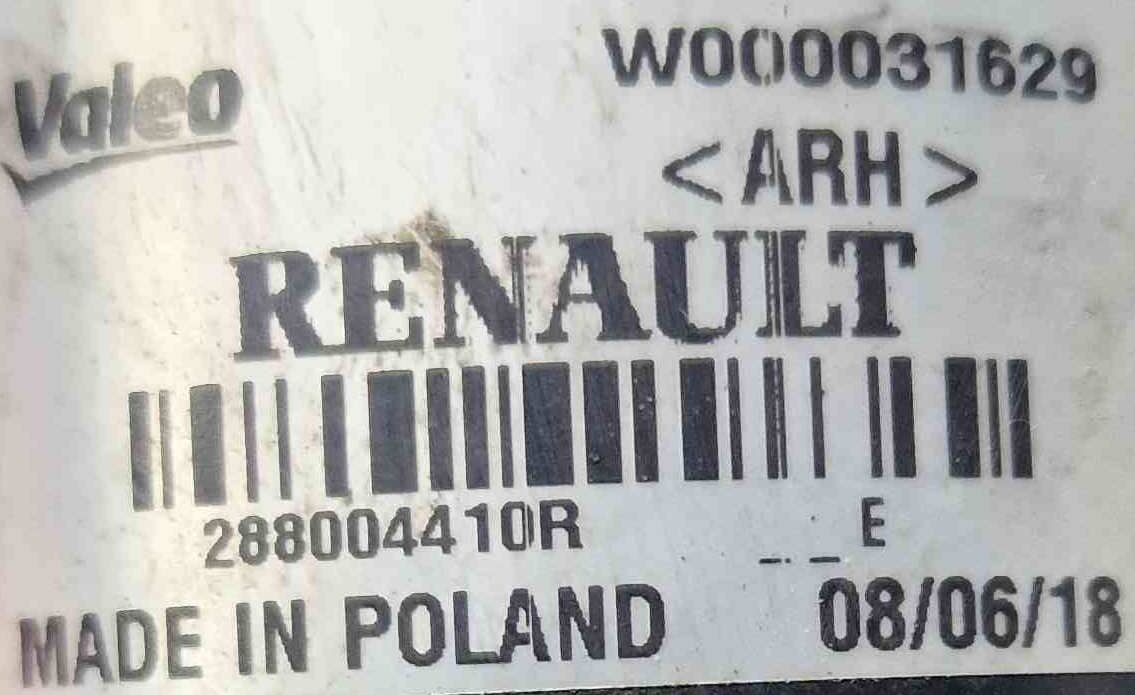 Valeo
W000031629
<ARH>
RENAULT
288004410R
_ _ E
MADE IN POLAND
08/06/18